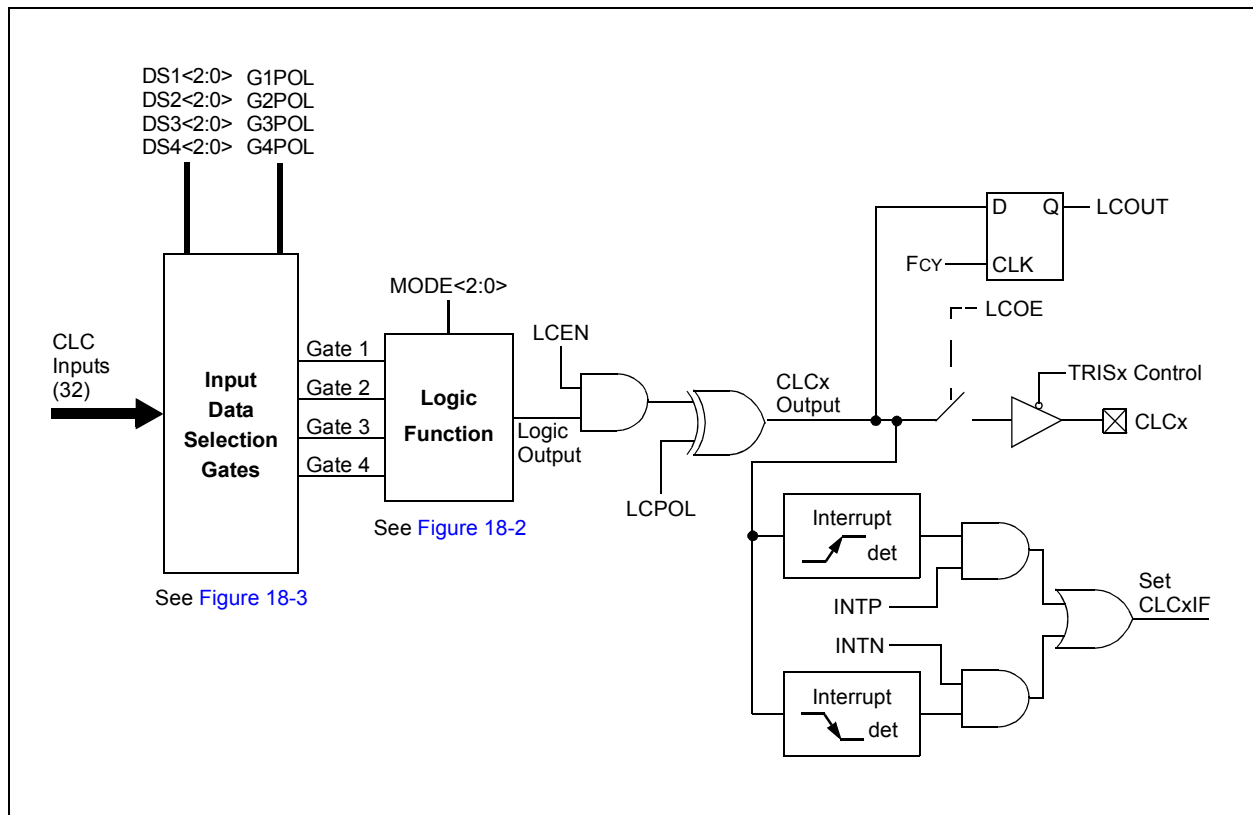 DS1<2:0> G1POL
DS2<2:0> G2POL
DS3<2:0> G3POL
DS4<2:0> G4POL
D Q
LCOUT
FCY
CLK
MODE<2:0>
LCOE
LCEN
CLC
Inputs
(32)
Gate 1
Gate 2
Gate 3
Gate 4
Input
Data
Selection
Gates
Logic
Function
Logic
Output
CLCx
Output
TRISx Control
CLCx
LCPOL
See Figure 18-2
See Figure 18-3
Interrupt
det
INTP
Set
CLCxIF
INTN
Interrupt
det